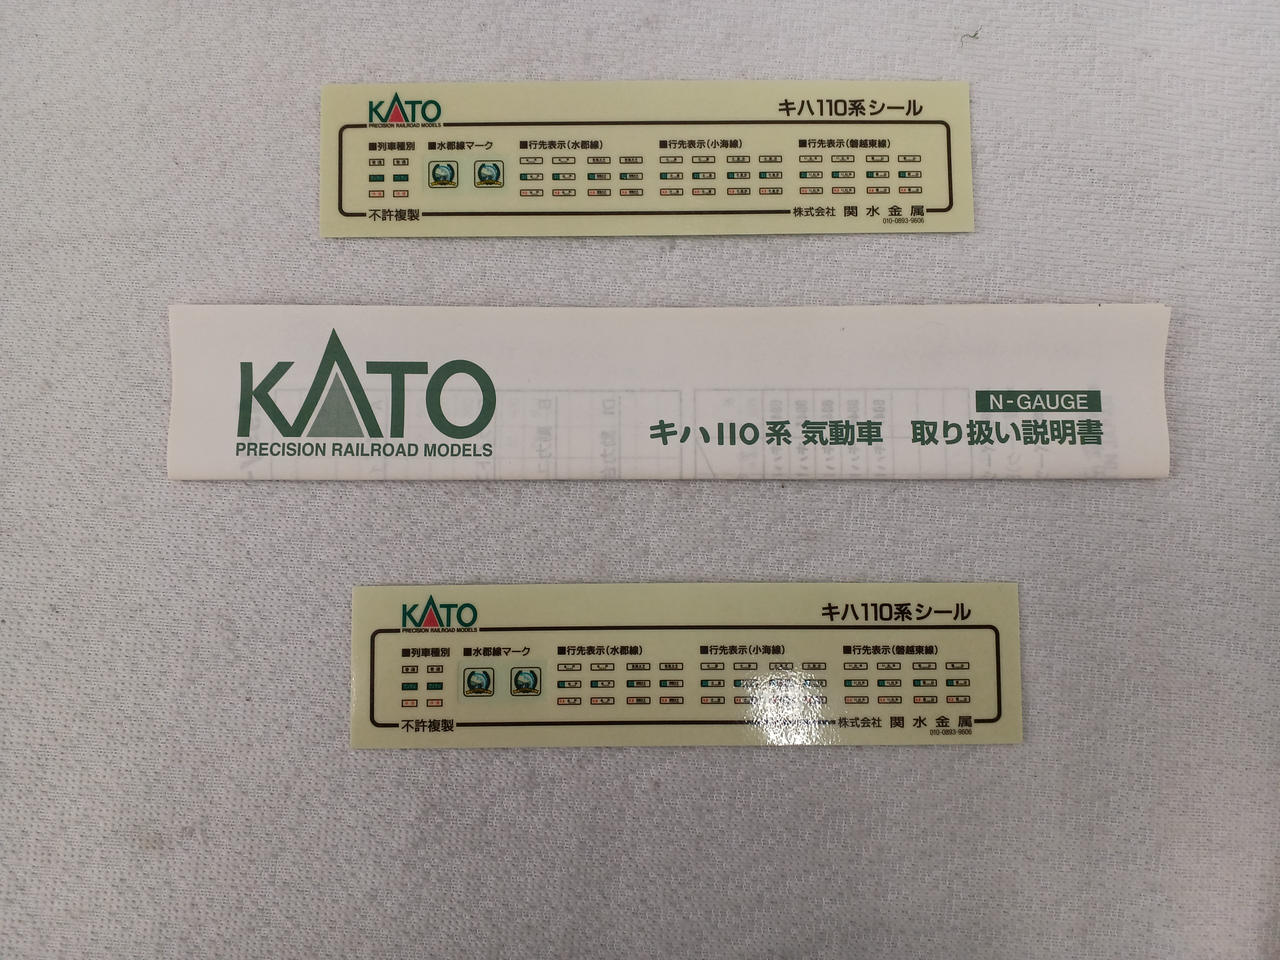 KATO
PRECISION RAILROAD MODELS
キハ110系シール
■列車種別 ■水郡線マーク ■行先表示(水郡線) ■行先表示(小海線) ■行先表示(磐越東線)
不許複製
株式会社 関水金属
010-0893-9606
KATO
PRECISION RAILROAD MODELS
N-GAUGE
キハ110系 気動車 取り扱い説明書
KATO
PRECISION RAILROAD MODELS
キハ110系シール
■列車種別 ■水郡線マーク ■行先表示(水郡線) ■行先表示(小海線) ■行先表示(磐越東線)
不許複製
株式会社 関水金属
010-0893-9606